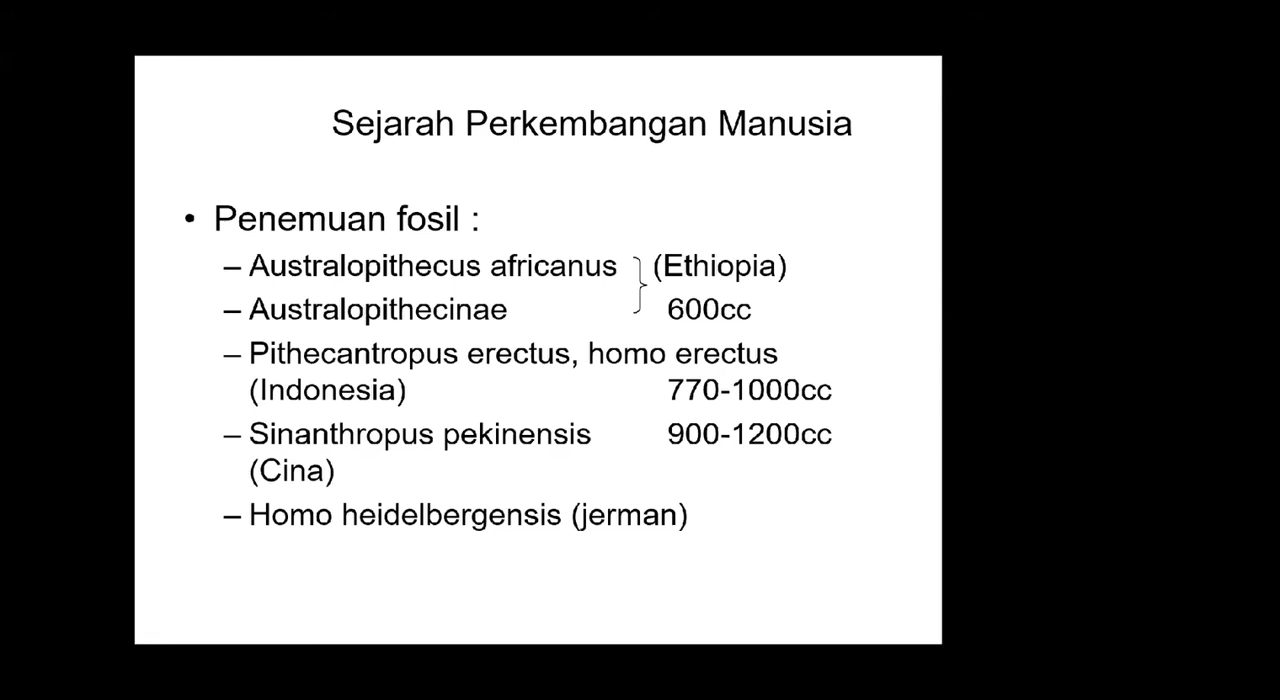 Sejarah Perkembangan Manusia
• Penemuan fosil :
– Australopithecus africanus (Ethiopia)
– Australopithecinae 600cc
– Pithecantropus erectus, homo erectus
(Indonesia) 770-1000cc
– Sinanthropus pekinensis 900-1200cc
(Cina)
– Homo heidelbergensis (jerman)